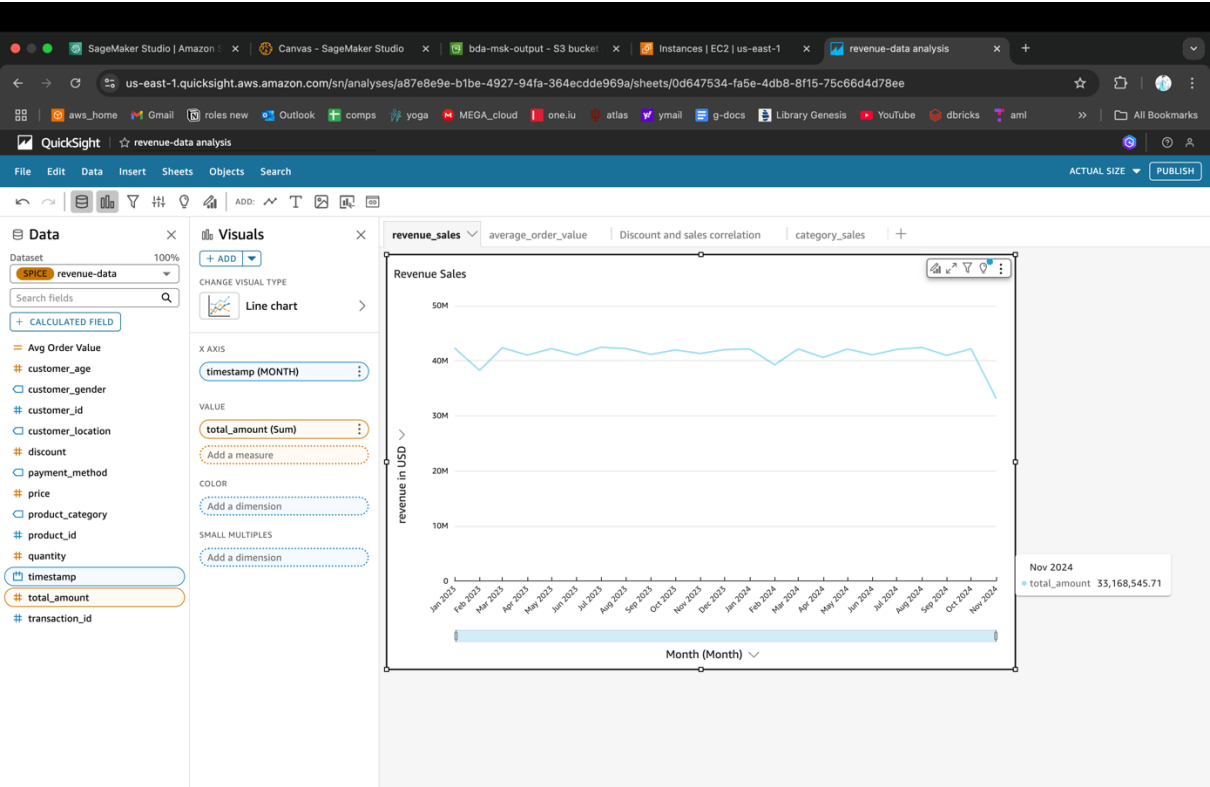 SageMaker Studio | Amazon S
Canvas - SageMaker Studio
bda-msk-output - S3 bucket
Instances | EC2 | us-east-1
revenue-data analysis
us-east-1.quicksight.aws.amazon.com/sn/analyses/a87e8e9e-b1be-4927-94fa-364ecdde969a/sheets/0d647534-fa5e-4db8-8f15-75c66d4d78ee
aws_home
Gmail
roles new
Outlook
comps
yoga
MEGA_cloud
one.iu
atlas
ymail
g-docs
Library Genesis
YouTube
dbricks
aml
All Bookmarks
QuickSight
revenue-data analysis
File Edit Data Insert Sheets Objects Search
ACTUAL SIZE
PUBLISH
ADD:
Data
Dataset 100%
SPICE revenue-data
Search fields
+ CALCULATED FIELD
Avg Order Value
customer_age
customer_gender
customer_id
customer_location
discount
payment_method
price
product_category
product_id
quantity
timestamp
total_amount
transaction_id
Visuals
+ ADD
CHANGE VISUAL TYPE
Line chart
X AXIS
timestamp (MONTH)
VALUE
total_amount (Sum)
Add a measure
COLOR
Add a dimension
SMALL MULTIPLES
Add a dimension
revenue_sales
average_order_value
Discount and sales correlation
category_sales
Revenue Sales
revenue in USD
50M
40M
30M
20M
10M
0
Jan 2023
Feb 2023
Mar 2023
Apr 2023
May 2023
Jun 2023
Jul 2023
Aug 2023
Sep 2023
Oct 2023
Nov 2023
Dec 2023
Jan 2024
Feb 2024
Mar 2024
Apr 2024
May 2024
Jun 2024
Jul 2024
Aug 2024
Sep 2024
Oct 2024
Nov 2024
Month (Month)
Nov 2024
total_amount 33,168,545.71